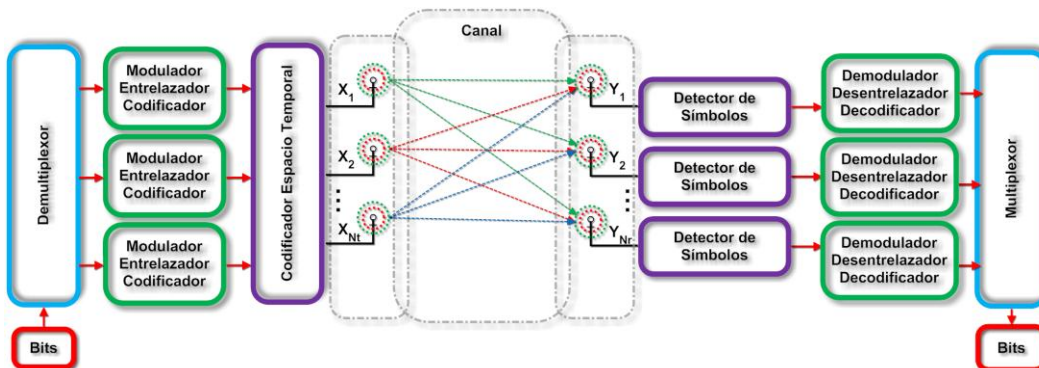 Canal
Demultiplexor
Bits
Modulador
Entrelazador
Codificador
Modulador
Entrelazador
Codificador
Modulador
Entrelazador
Codificador
Codificador Espacio Temporal
X1
X2
XNt
Y1
Y2
YNr
Detector de
Símbolos
Detector de
Símbolos
Detector de
Símbolos
Demodulador
Desentrelazador
Decodificador
Demodulador
Desentrelazador
Decodificador
Demodulador
Desentrelazador
Decodificador
Multiplexor
Bits